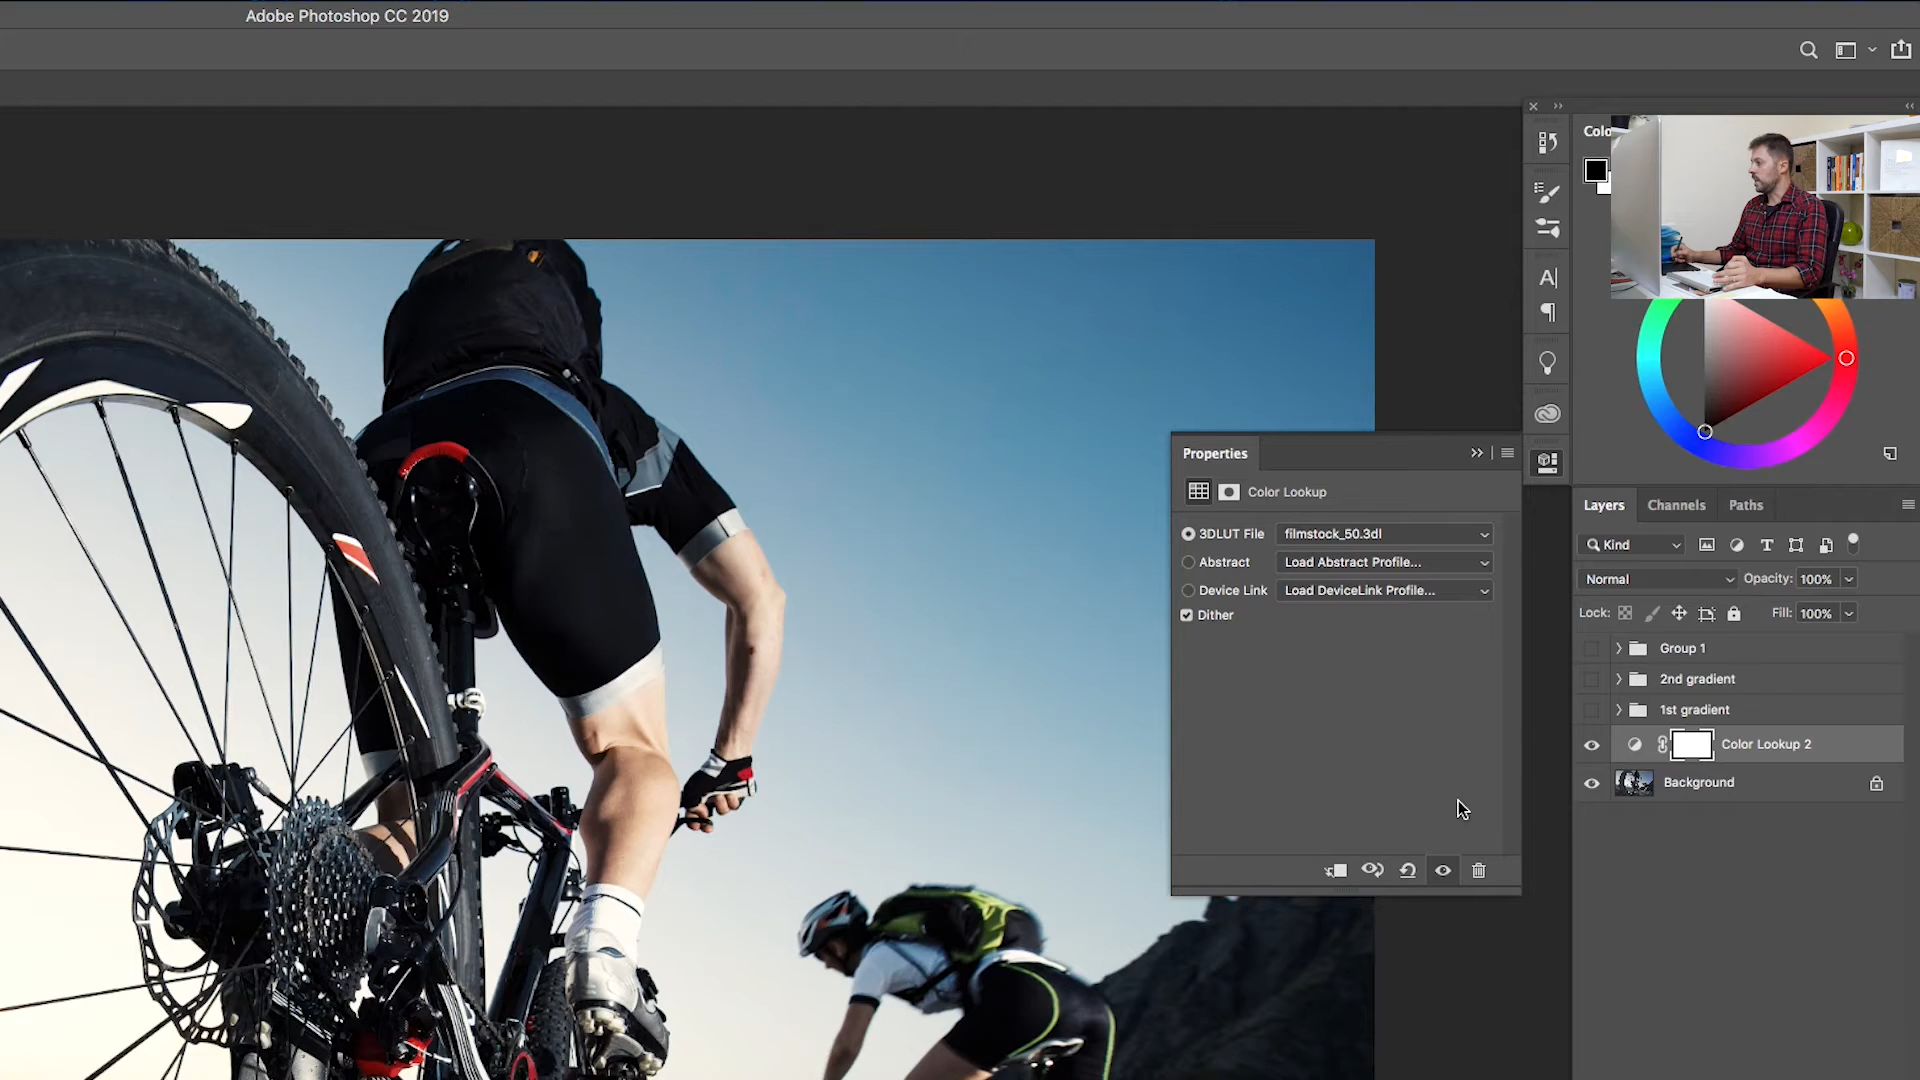 Adobe Photoshop CC 2019
Colo
Properties
Color Lookup
3DLUT File
filmstock_50.3dl
Abstract
Load Abstract Profile...
Device Link
Load DeviceLink Profile...
Dither
Layers
Channels
Paths
Kind
Normal
Opacity: 100%
Lock:
Fill: 100%
Group 1
2nd gradient
1st gradient
Color Lookup 2
Background